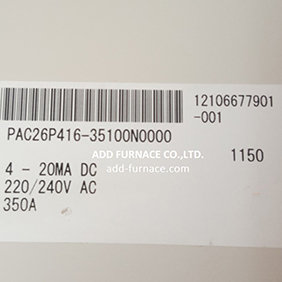 12106677901
-001
PAC26P416-35100N0000
ADD FURNACE CO.,LTD.
1150
add-furnace.com
4 - 20MA DC
220/240V AC
350A